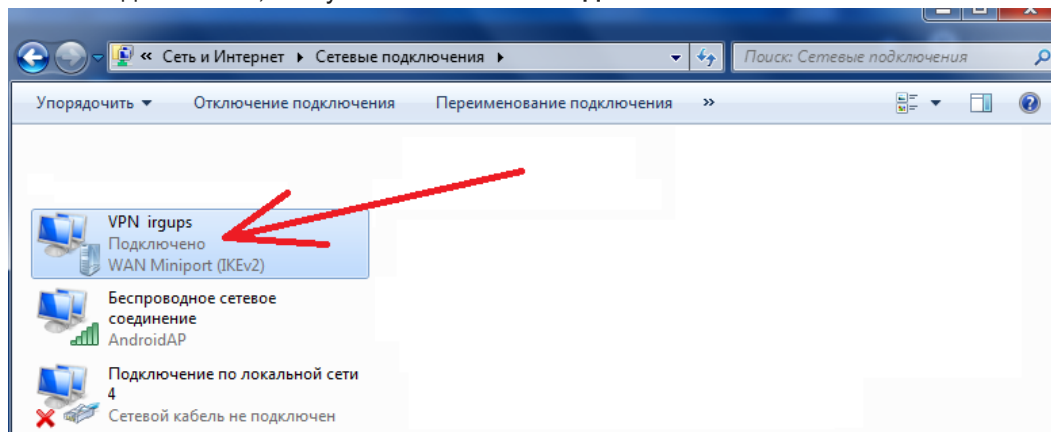 « Сеть и Интернет ▸ Сетевые подключения ▸ Поиск: Сетевые подключения
Упорядочить ▾ Отключение подключения Переименование подключения »
VPN irgups
Подключено
WAN Miniport (IKEv2)
Беспроводное сетевое
соединение
AndroidAP
Подключение по локальной сети
4
Сетевой кабель не подключен